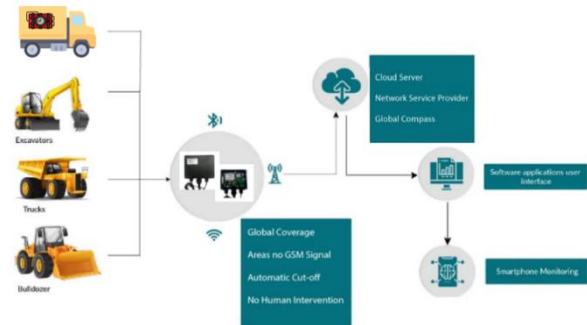 Excavators
Trucks
Bulldozer
Global Coverage
Areas no GSM Signal
Automatic Cut-off
No Human Intervention
Cloud Server
Network Service Provider
Global Compass
Software applications user
interface
Smartphone Monitoring